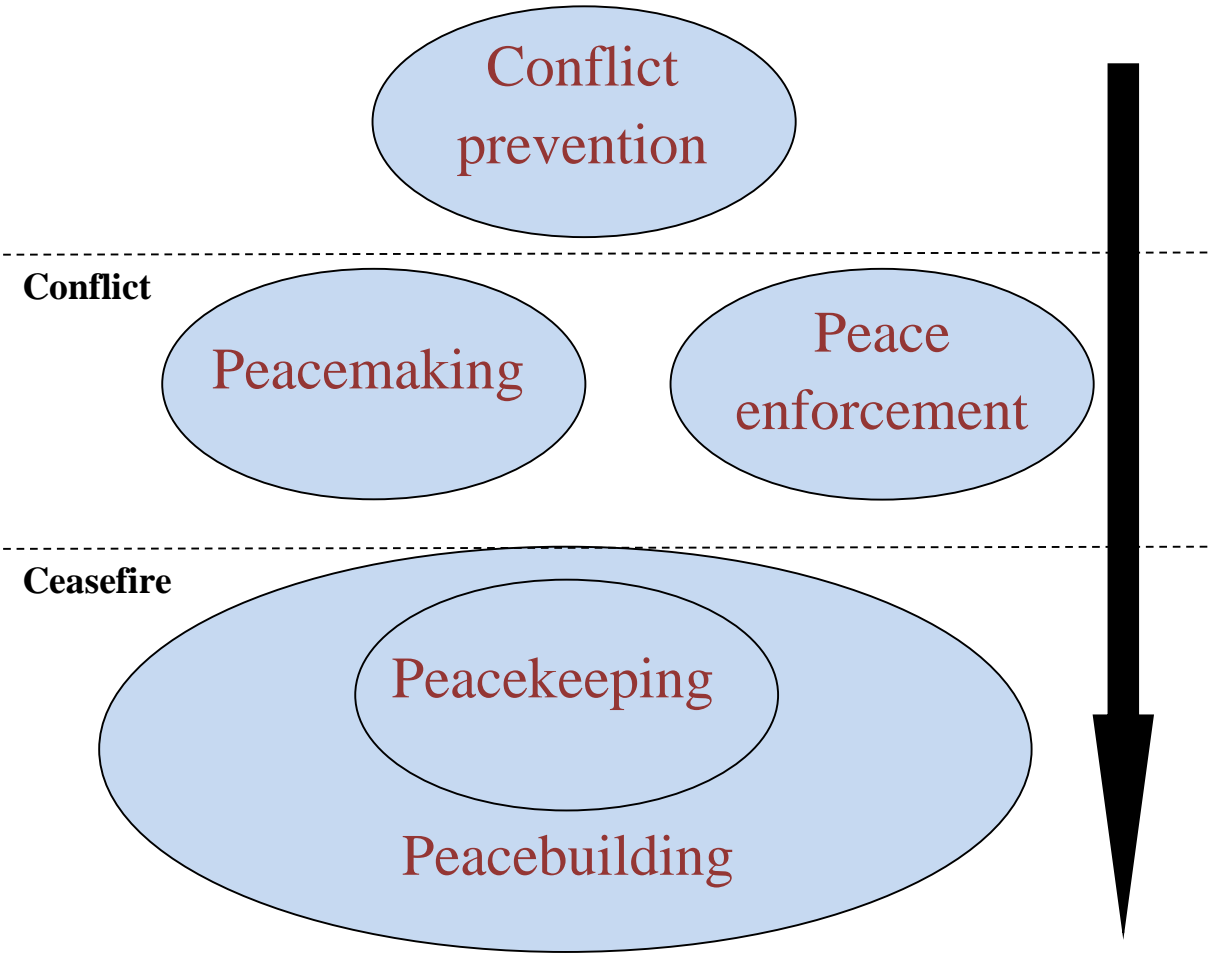 Conflict
prevention
Conflict
Peacemaking
Peace
enforcement
Ceasefire
Peacekeeping
Peacebuilding